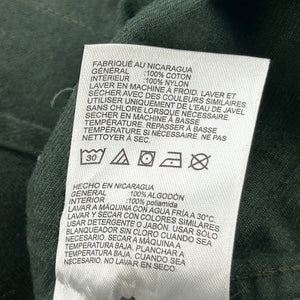 FABRIQUÉ AU NICARAGUA
GÉNÉRAL :100% COTON
INTÉRIEUR :100% NYLON
LAVER EN MACHINE À FROID. LAVER ET
SÉCHER AVEC DES COULEURS SIMILAIRES.
UTILISER UNIQUEMENT D'EAU DE JAVEL
SANS CHLORE LORSQUE NÉCESSAIRE.
SÉCHER EN MACHINE À BASSE
TEMPÉRATURE. REPASSER À BASSE
TEMPÉRATURE SI NÉCESSAIRE. NE PAS
NETTOYER À SEC.
30
HECHO EN NICARAGUA
GENERAL :100% ALGODÓN
INTERIOR :100% poliamida
LAVAR A MÁQUINA CON AGUA FRÍA A 30°C.
LAVAR Y SECAR CON COLORES SIMILARES.
USAR DETERGENTE O JABÓN. USAR SOLO
BLANQUEADOR SIN CLORO CUANDO SEA
NECESARIO. SECAR A MÁQUINA A
TEMPERATURA BAJA. PLANCHAR A
TEMPERATURA BAJA SI/CUANDO SEA
NECESARIO. NO LAVAR EN SECO.